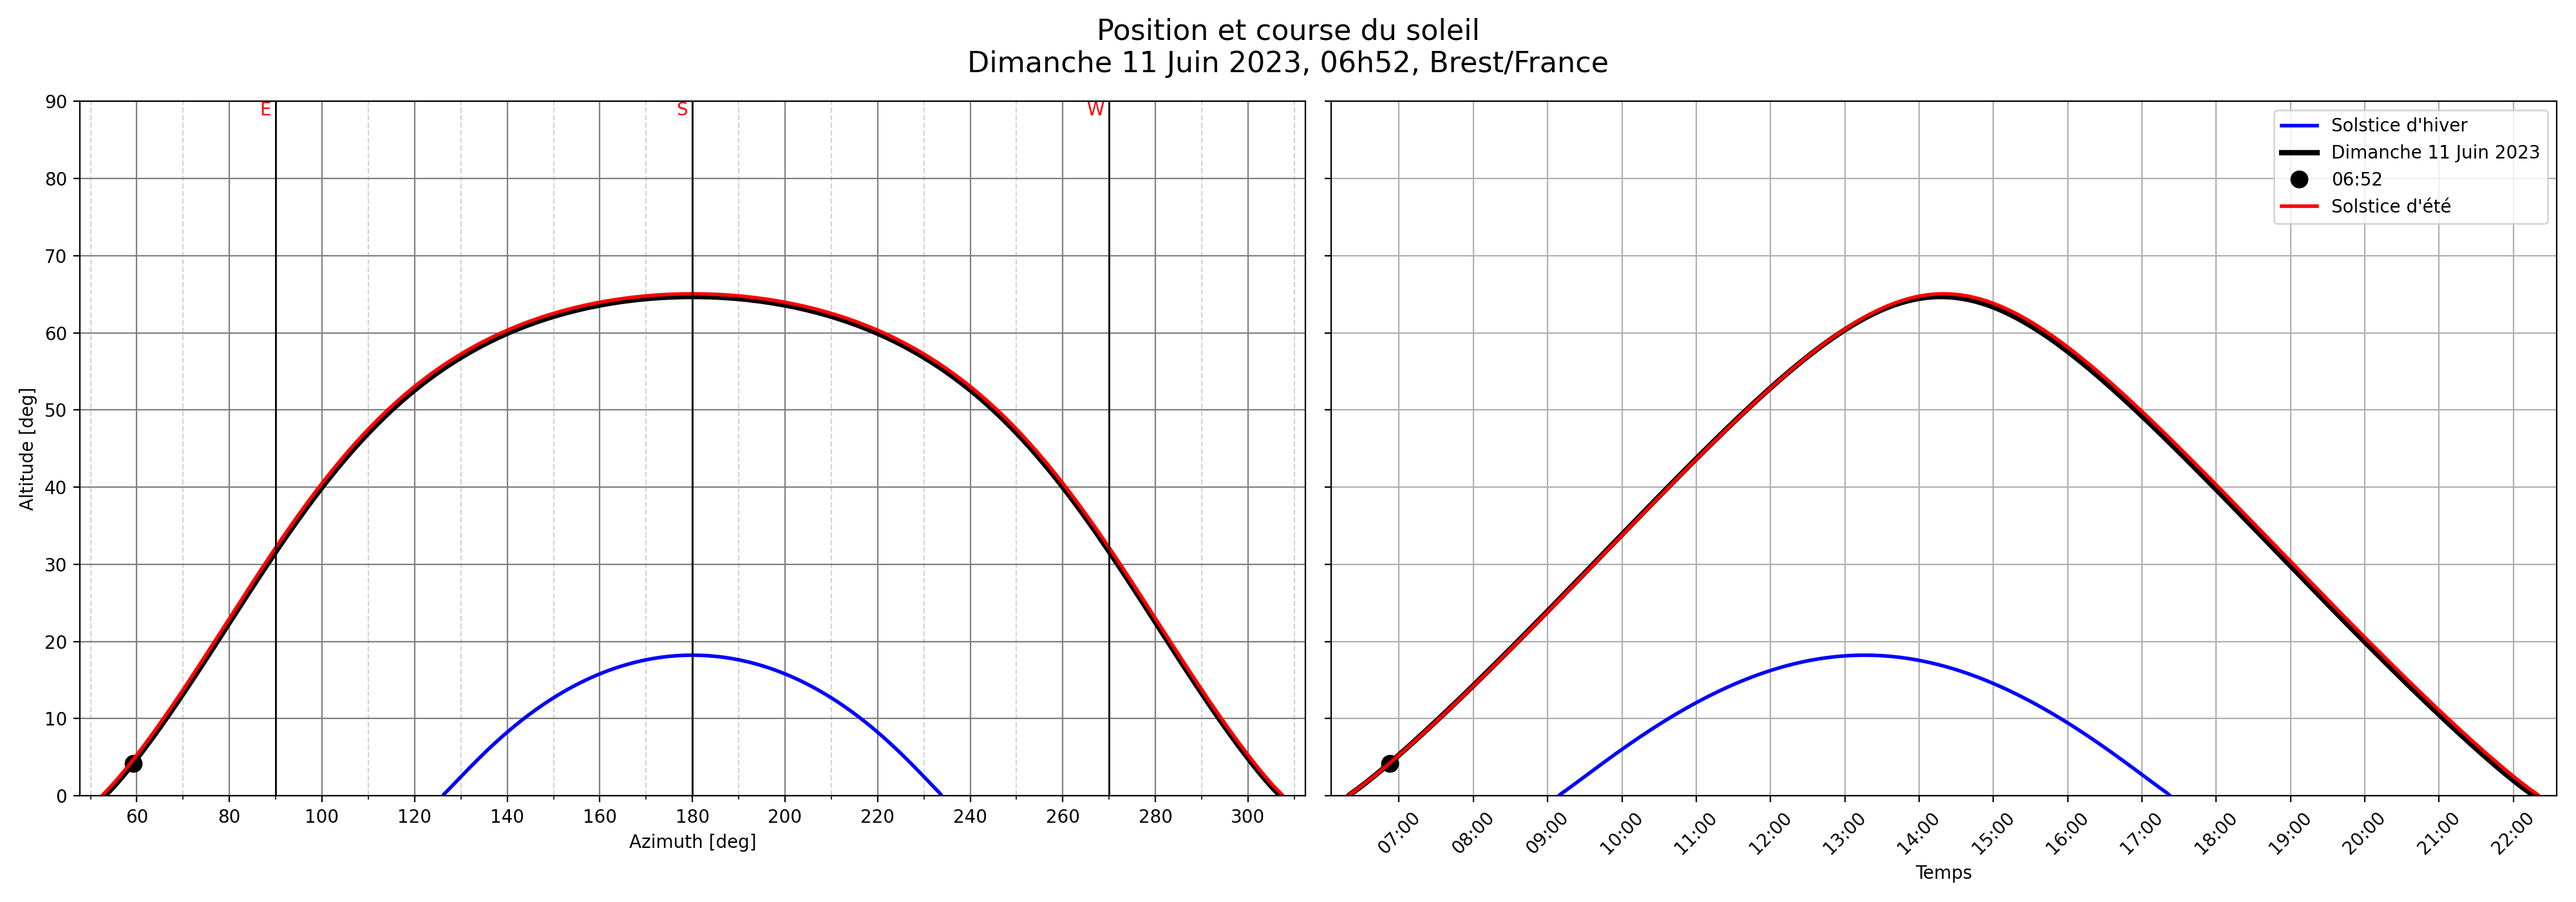 Position et course du soleil
Dimanche 11 Juin 2023, 06h52, Brest/France
90
80
70
60
50
40
30
20
10
0
Altitude [deg]
E
S
W
60 80 100 120 140 160 180 200 220 240 260 280 300
Azimuth [deg]
Solstice d'hiver
Dimanche 11 Juin 2023
06:52
Solstice d'été
07:00 08:00 09:00 10:00 11:00 12:00 13:00 14:00 15:00 16:00 17:00 18:00 19:00 20:00 21:00 22:00
Temps